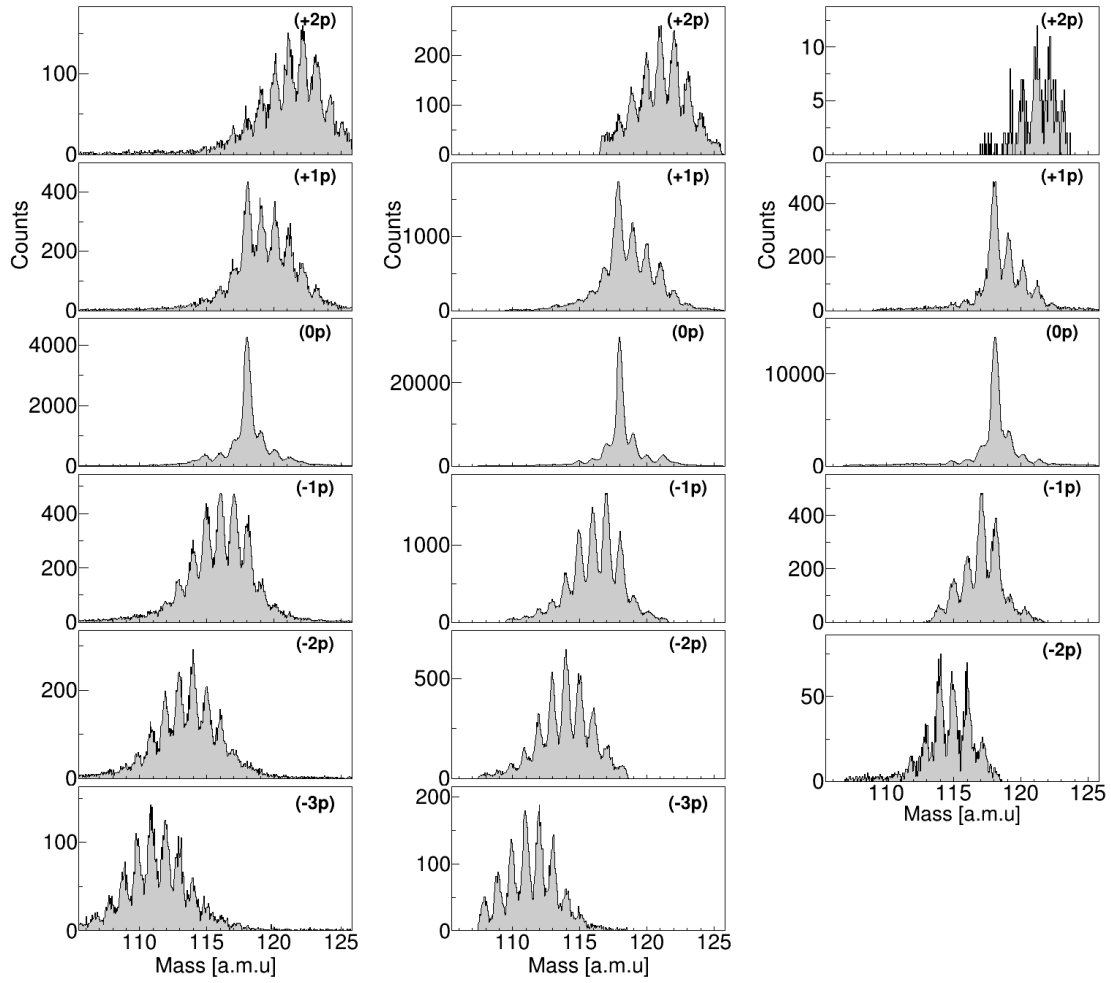 (+2p)
100
0
(+2p)
200
100
0
(+2p)
10
5
0
Counts
(+1p)
400
200
0
Counts
(+1p)
1000
0
Counts
(+1p)
400
200
0
(0p)
4000
2000
0
(0p)
20000
0
(0p)
10000
0
(-1p)
400
200
0
(-1p)
1000
0
(-1p)
400
200
0
(-2p)
200
0
(-2p)
500
0
(-2p)
50
0
110 115 120 125
Mass [a.m.u]
(-3p)
100
0
110 115 120 125
Mass [a.m.u]
(-3p)
200
100
0
110 115 120 125
Mass [a.m.u]